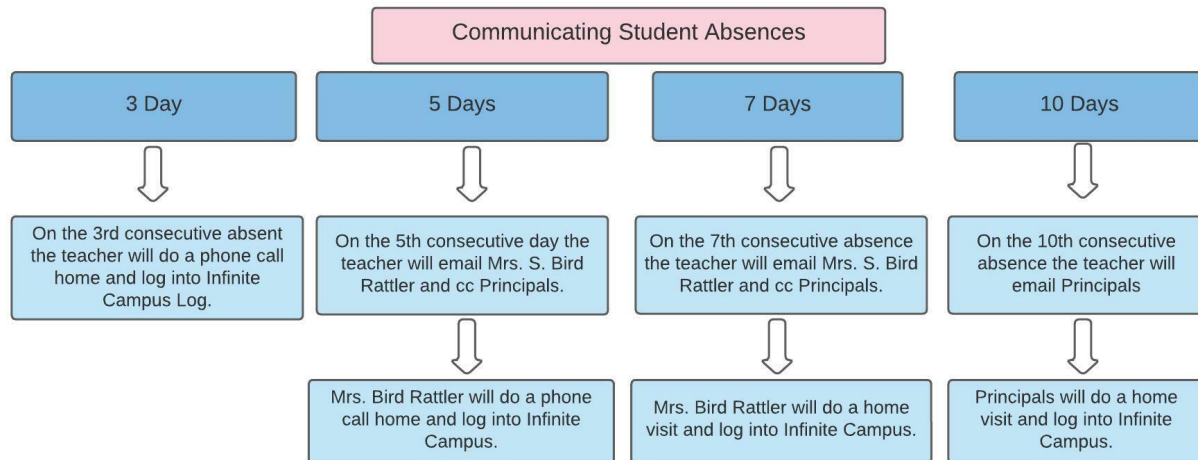 Communicating Student Absences
3 Day
5 Days
7 Days
10 Days
On the 3rd consecutive absent
the teacher will do a phone call
home and log into Infinite
Campus Log.
On the 5th consecutive day the
teacher will email Mrs. S. Bird
Rattler and cc Principals.
On the 7th consecutive absence
the teacher will email Mrs. S. Bird
Rattler and cc Principals.
On the 10th consecutive
absence the teacher will
email Principals
Mrs. Bird Rattler will do a phone
call home and log into Infinite
Campus.
Mrs. Bird Rattler will do a home
visit and log into Infinite Campus.
Principals will do a home
visit and log into Infinite
Campus.